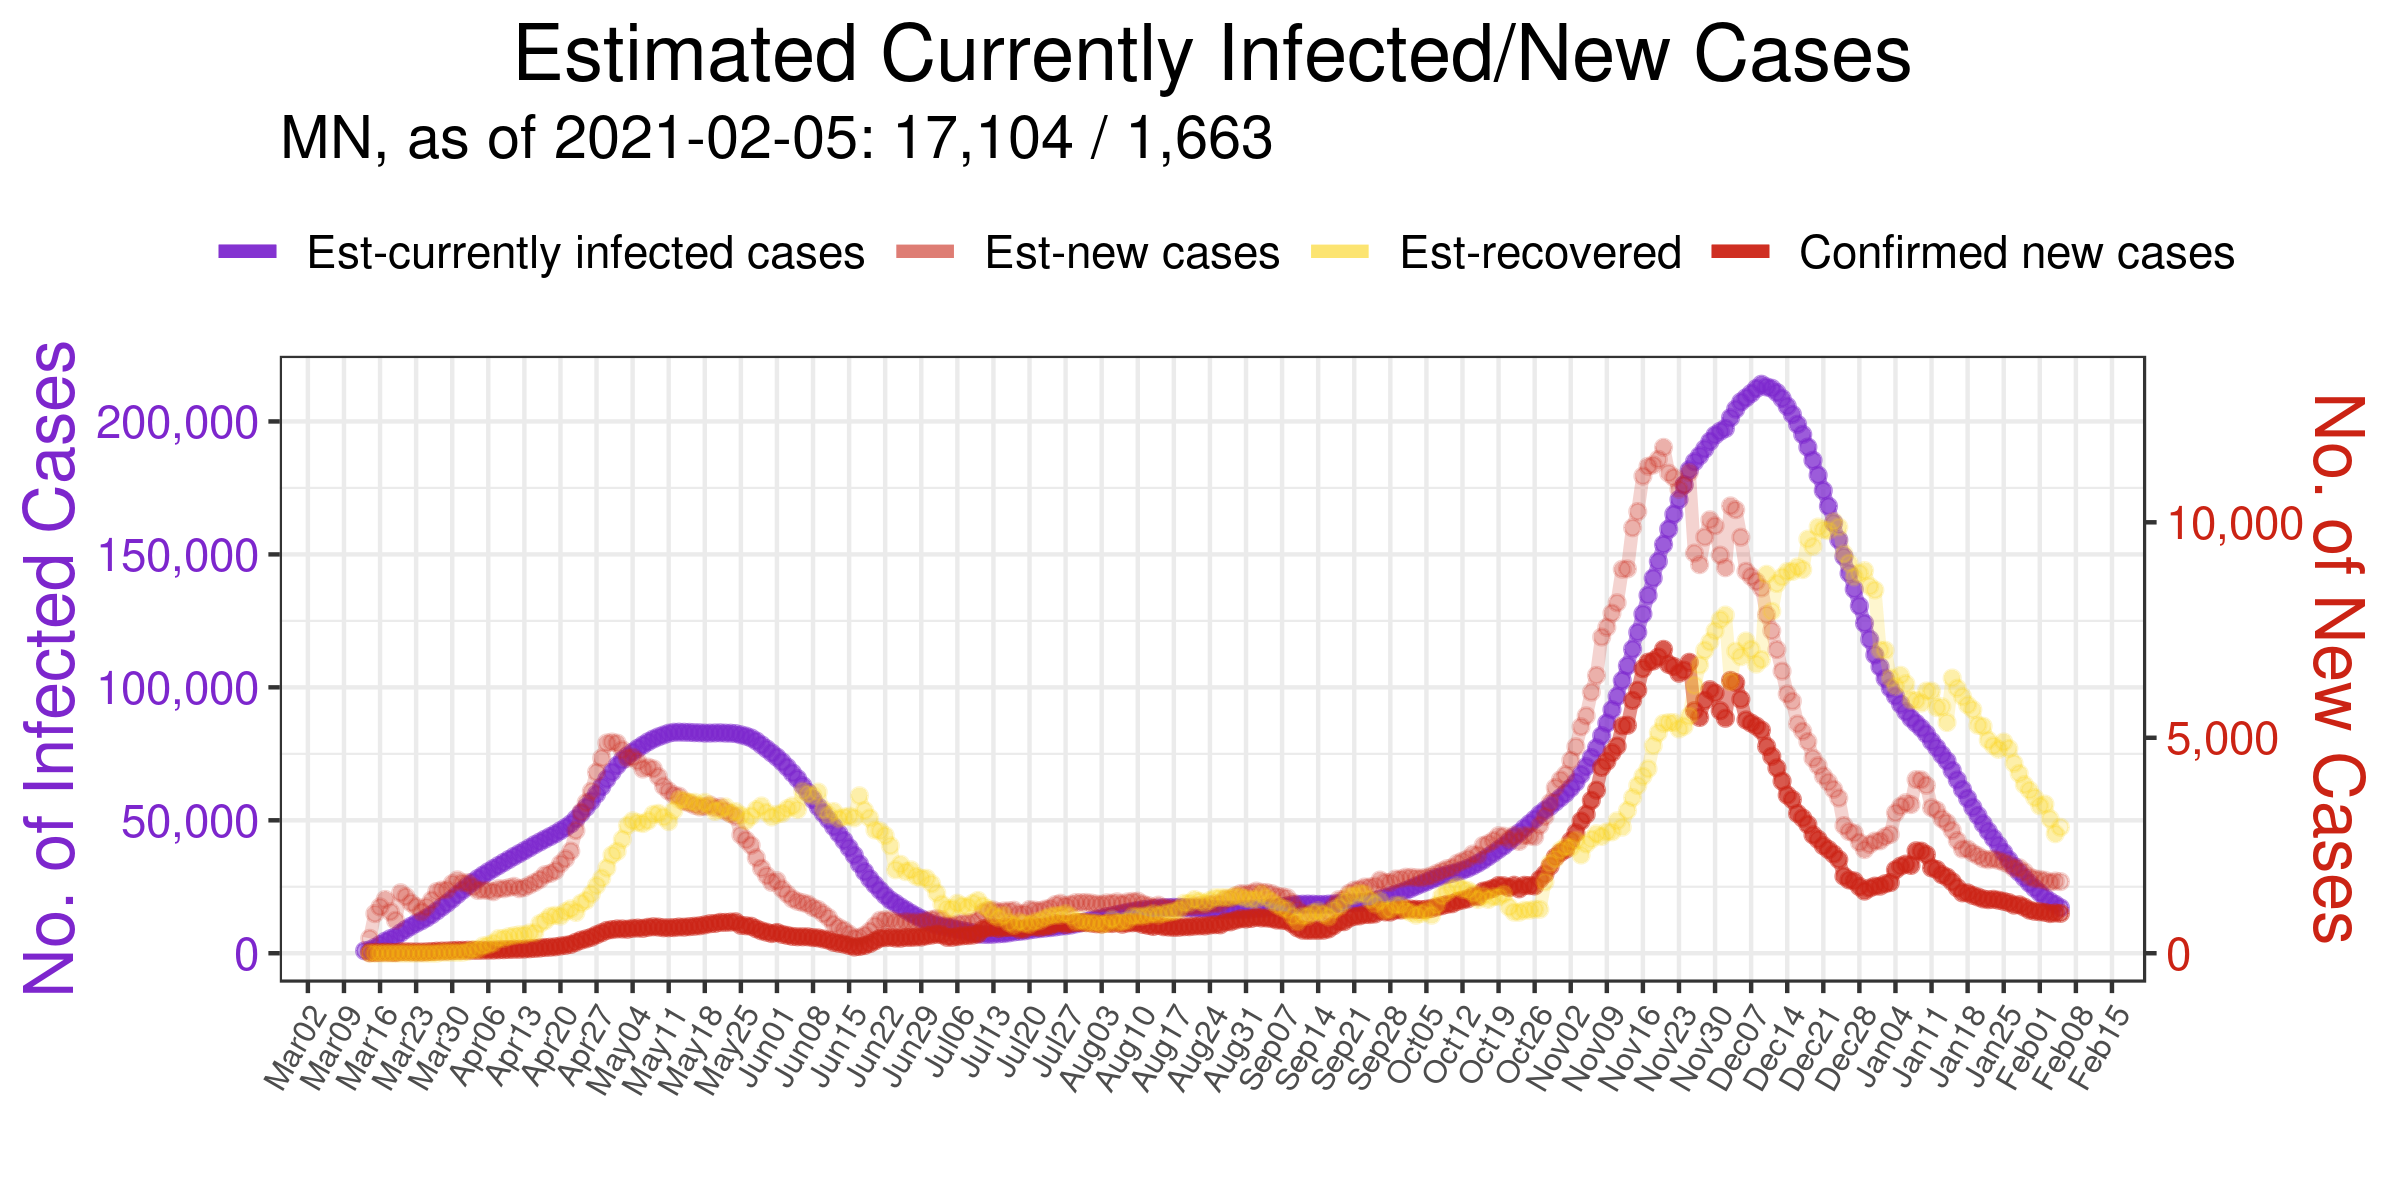 Estimated Currently Infected/New Cases
MN, as of 2021-02-05: 17,104 / 1,663
Est-currently infected cases
Est-new cases
Est-recovered
Confirmed new cases
No. of Infected Cases
200,000
150,000
100,000
50,000
0
10,000
5,000
0
No. of New Cases
Mar02
Mar09
Mar16
Mar23
Mar30
Apr06
Apr13
Apr20
Apr27
May04
May11
May18
May25
Jun01
Jun08
Jun15
Jun22
Jun29
Jul06
Jul13
Jul20
Jul27
Aug03
Aug10
Aug17
Aug24
Aug31
Sep07
Sep14
Sep21
Sep28
Oct05
Oct12
Oct19
Oct26
Nov02
Nov09
Nov16
Nov23
Nov30
Dec07
Dec14
Dec21
Dec28
Jan04
Jan11
Jan18
Jan25
Feb01
Feb08
Feb15